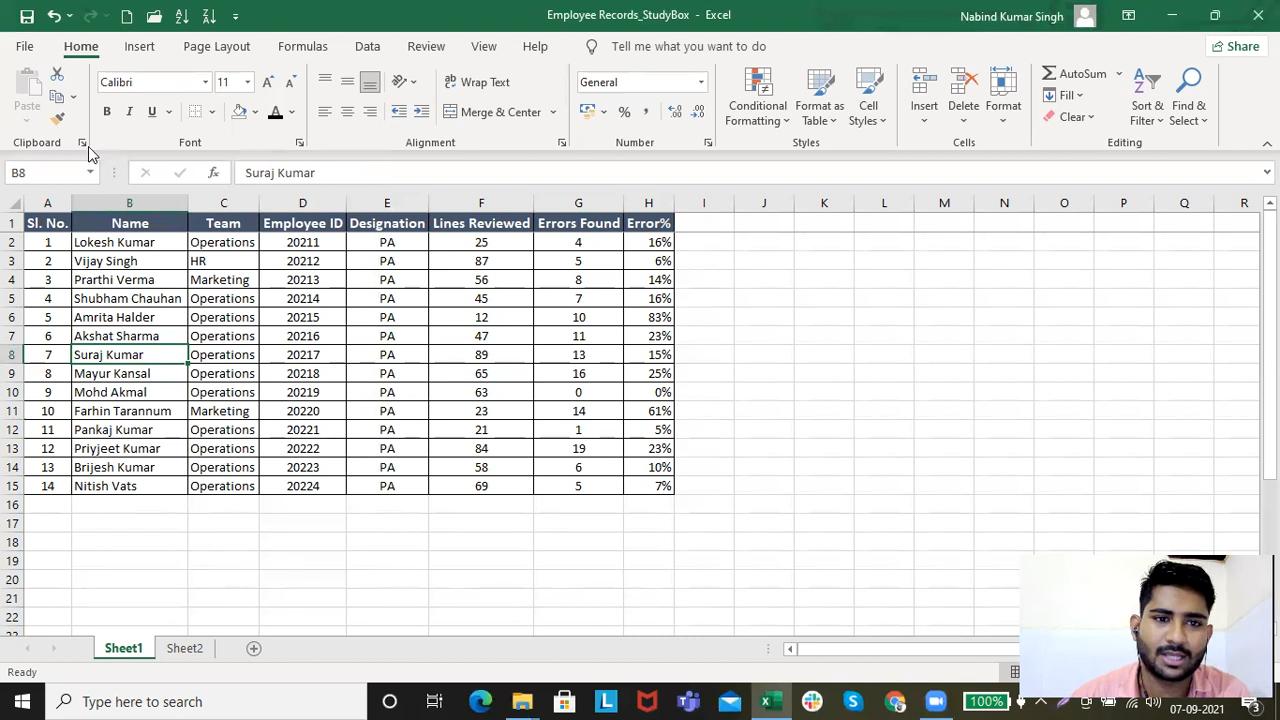 Employee Records_StudyBox - Excel
Nabind Kumar Singh
File Home Insert Page Layout Formulas Data Review View Help Tell me what you want to do Share
Calibri 11 Wrap Text General AutoSum
Paste B I U A Merge & Center % , Conditional Formatting Format as Table Cell Styles Insert Delete Format Fill Clear Sort & Filter Find & Select
Clipboard Font Alignment Number Styles Cells Editing
B8 fx Suraj Kumar
A B C D E F G H I J K L M N O P Q R
1 Sl. No. Name Team Employee ID Designation Lines Reviewed Errors Found Error%
2 1 Lokesh Kumar Operations 20211 PA 25 4 16%
3 2 Vijay Singh HR 20212 PA 87 5 6%
4 3 Prarthi Verma Marketing 20213 PA 56 8 14%
5 4 Shubham Chauhan Operations 20214 PA 45 7 16%
6 5 Amrita Halder Operations 20215 PA 12 10 83%
7 6 Akshat Sharma Operations 20216 PA 47 11 23%
8 7 Suraj Kumar Operations 20217 PA 89 13 15%
9 8 Mayur Kansal Operations 20218 PA 65 16 25%
10 9 Mohd Akmal Operations 20219 PA 63 0 0%
11 10 Farhin Tarannum Marketing 20220 PA 23 14 61%
12 11 Pankaj Kumar Operations 20221 PA 21 1 5%
13 12 Priyjeet Kumar Operations 20222 PA 84 19 23%
14 13 Brijesh Kumar Operations 20223 PA 58 6 10%
15 14 Nitish Vats Operations 20224 PA 69 5 7%
16
17
18
19
20
21
22
Sheet1 Sheet2
Ready
Type here to search 100% 07-09-2021 3